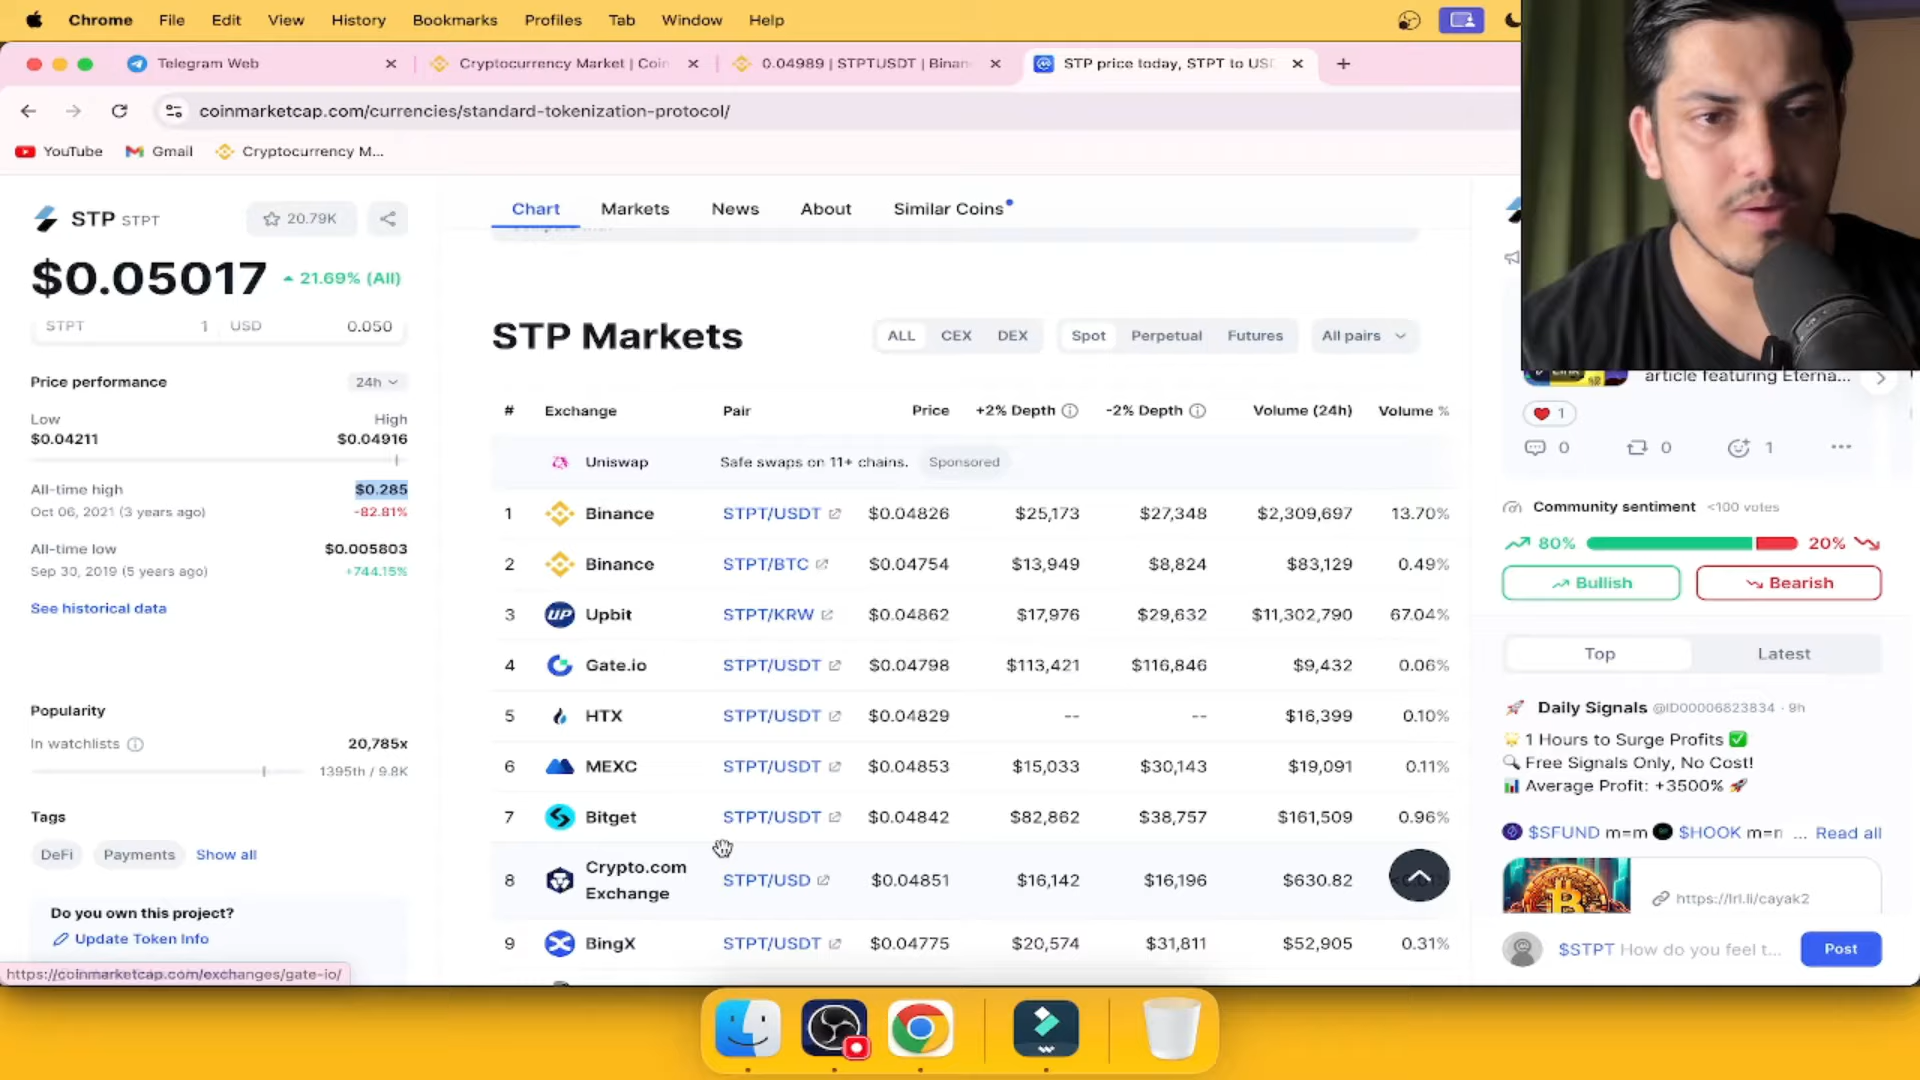 Chrome File Edit View History Bookmarks Profiles Tab Window Help
Telegram Web
Cryptocurrency Market | Coin
0.04989 | STPTUSDT | Binan
STP price today, STPT to USD
coinmarketcap.com/currencies/standard-tokenization-protocol/
YouTube Gmail Cryptocurrency M...
STP STPT 20.79K
$0.05017 21.69% (All)
STPT 1 USD 0.050
Price performance 24h
Low High
$0.04211 $0.04916
All-time high $0.285
Oct 06, 2021 (3 years ago) -82.81%
All-time low $0.005803
Sep 30, 2019 (5 years ago) +744.15%
See historical data
Popularity
In watchlists 20,785x
1395th / 9.8K
Tags
DeFi Payments Show all
Do you own this project?
Update Token Info
https://coinmarketcap.com/exchanges/gate-io/
Chart Markets News About Similar Coins
STP Markets ALL CEX DEX Spot Perpetual Futures All pairs
# Exchange Pair Price +2% Depth -2% Depth Volume (24h) Volume %
Uniswap Safe swaps on 11+ chains. Sponsored
1 Binance STPT/USDT $0.04826 $25,173 $27,348 $2,309,697 13.70%
2 Binance STPT/BTC $0.04754 $13,949 $8,824 $83,129 0.49%
3 UP Upbit STPT/KRW $0.04862 $17,976 $29,632 $11,302,790 67.04%
4 Gate.io STPT/USDT $0.04798 $113,421 $116,846 $9,432 0.06%
5 HTX STPT/USDT $0.04829 -- -- $16,399 0.10%
6 MEXC STPT/USDT $0.04853 $15,033 $30,143 $19,091 0.11%
7 Bitget STPT/USDT $0.04842 $82,862 $38,757 $161,509 0.96%
8 Crypto.com Exchange STPT/USD $0.04851 $16,142 $16,196 $630.82
9 BingX STPT/USDT $0.04775 $20,574 $31,811 $52,905 0.31%
article featuring Eterna...
1
0 0 1 ...
Community sentiment <100 votes
80% 20%
Bullish Bearish
Top Latest
Daily Signals @ID00006823834 · 9h
1 Hours to Surge Profits
Free Signals Only, No Cost!
Average Profit: +3500%
$SFUND m=m $HOOK m=n ... Read all
https://lrl.li/cayak2
$STPT How do you feel t... Post